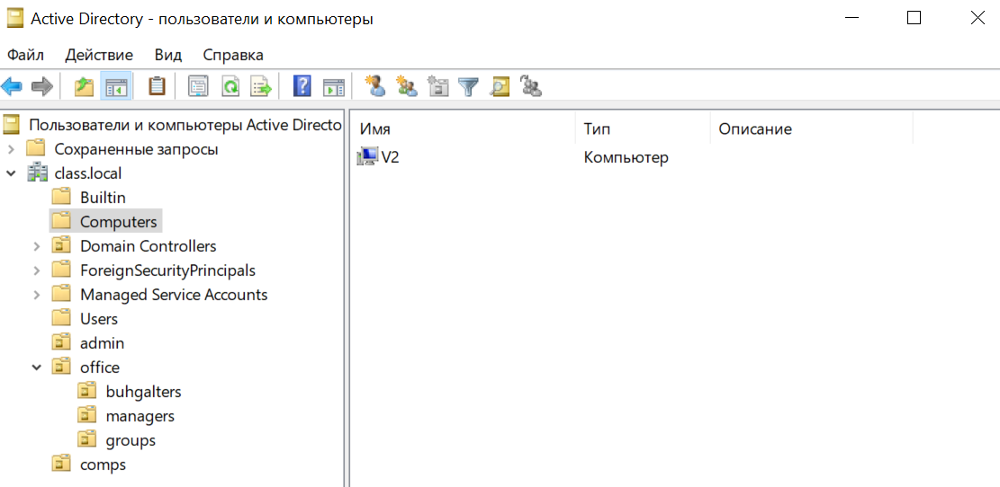 Active Directory - пользователи и компьютеры
Файл Действие Вид Справка
Пользователи и компьютеры Active Directo
Сохраненные запросы
class.local
Builtin
Computers
Domain Controllers
ForeignSecurityPrincipals
Managed Service Accounts
Users
admin
office
buhgalters
managers
groups
comps
Имя Тип Описание
V2 Компьютер